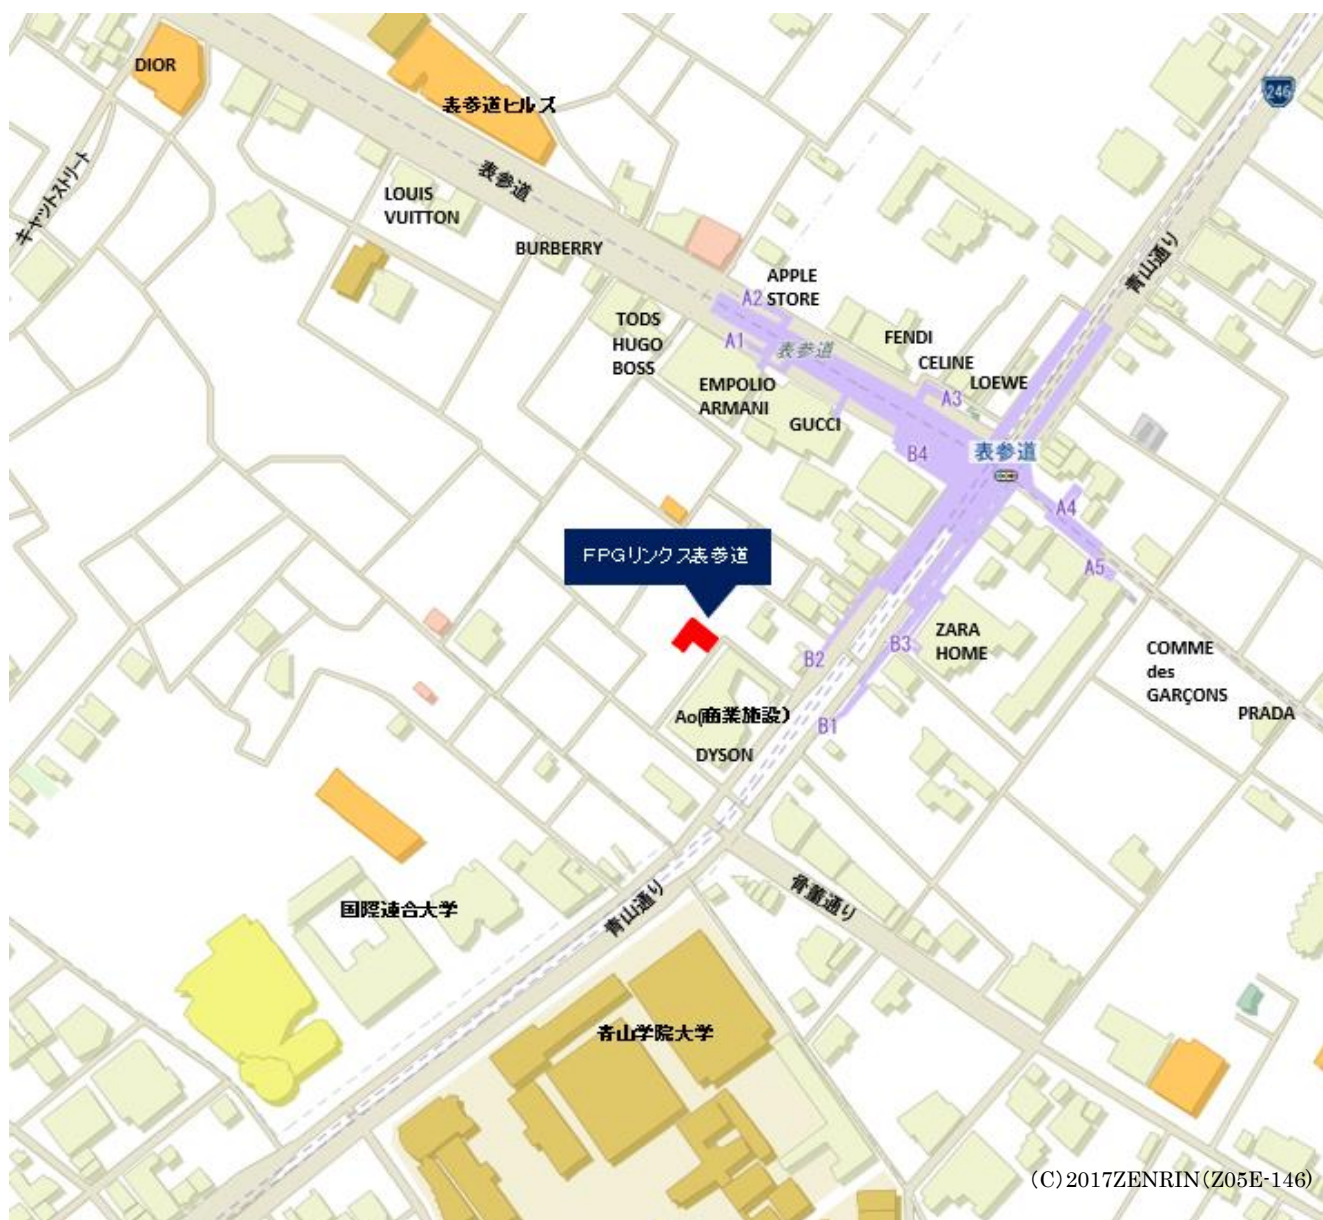 DIOR
表参道ヒルズ
246
キャットストリート
表参道
LOUIS
VUITTON
青山通り
BURBERRY
APPLE
STORE
A2
TODS
HUGO
BOSS
A1
表参道
FENDI
CELINE
LOEWE
EMPOLIO
ARMANI
A3
GUCCI
B4
表参道
A4
FPGリンクス表参道
A5
ZARA
HOME
B3
B2
COMME
des
GARÇONS
PRADA
Ao(商業施設)
B1
DYSON
国際連合大学
青山通り
骨董通り
青山学院大学
(C)2017ZENRIN(Z05E-146)